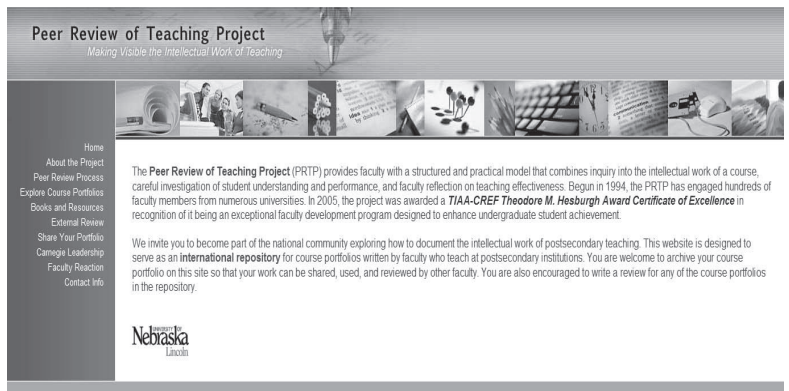 Peer Review of Teaching Project
Making Visible the Intellectual Work of Teaching
idea
communication
Home
About the Project
Peer Review Process
Explore Course Portfolios
Books and Resources
External Review
Share Your Portfolio
Carnegie Leadership
Faculty Reaction
Contact Info
The Peer Review of Teaching Project (PRTP) provides faculty with a structured and practical model that combines inquiry into the intellectual work of a course,
careful investigation of student understanding and performance, and faculty reflection on teaching effectiveness. Begun in 1994, the PRTP has engaged hundreds of
faculty members from numerous universities. In 2005, the project was awarded a TIAA-CREF Theodore M. Hesburgh Award Certificate of Excellence in
recognition of it being an exceptional faculty development program designed to enhance undergraduate student achievement.
We invite you to become part of the national community exploring how to document the intellectual work of postsecondary teaching. This website is designed to
serve as an international repository for course portfolios written by faculty who teach at postsecondary institutions. You are welcome to archive your course
portfolio on this site so that your work can be shared, used, and reviewed by other faculty. You are also encouraged to write a review for any of the course portfolios
in the repository.
UNIVERSITY OF
Nebraska
Lincoln